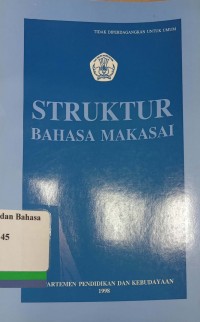 TIDAK DIPERDAGANGKAN UNTUK UMUM
STRUKTUR
BAHASA MAKASAI
dan Bahasa
45
ARTEMEN PENDIDIKAN DAN KEBUDAYAAN
1998